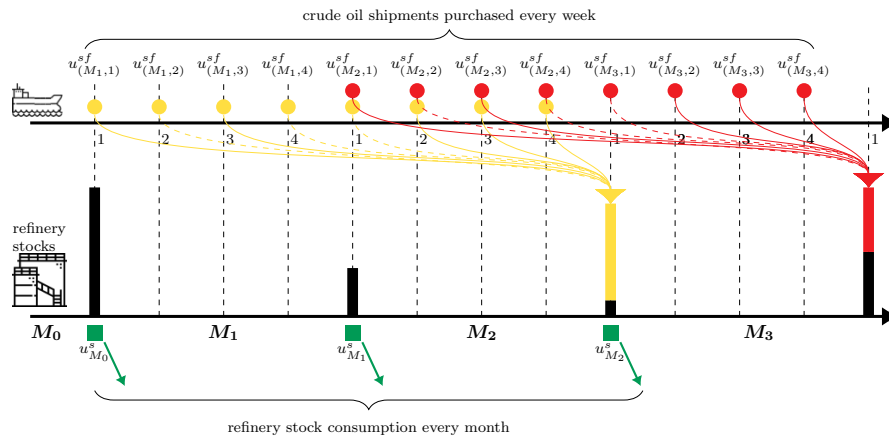 crude oil shipments purchased every week
u^{sf}_{(M_1,1)} u^{sf}_{(M_1,2)} u^{sf}_{(M_1,3)} u^{sf}_{(M_1,4)} u^{sf}_{(M_2,1)} u^{sf}_{(M_2,2)} u^{sf}_{(M_2,3)} u^{sf}_{(M_2,4)} u^{sf}_{(M_3,1)} u^{sf}_{(M_3,2)} u^{sf}_{(M_3,3)} u^{sf}_{(M_3,4)}
1 2 3 4 1 2 3 4 1 2 3 4 1
refinery
stocks
M_0 M_1 M_2 M_3
u^s_{M_0} u^s_{M_1} u^s_{M_2}
refinery stock consumption every month